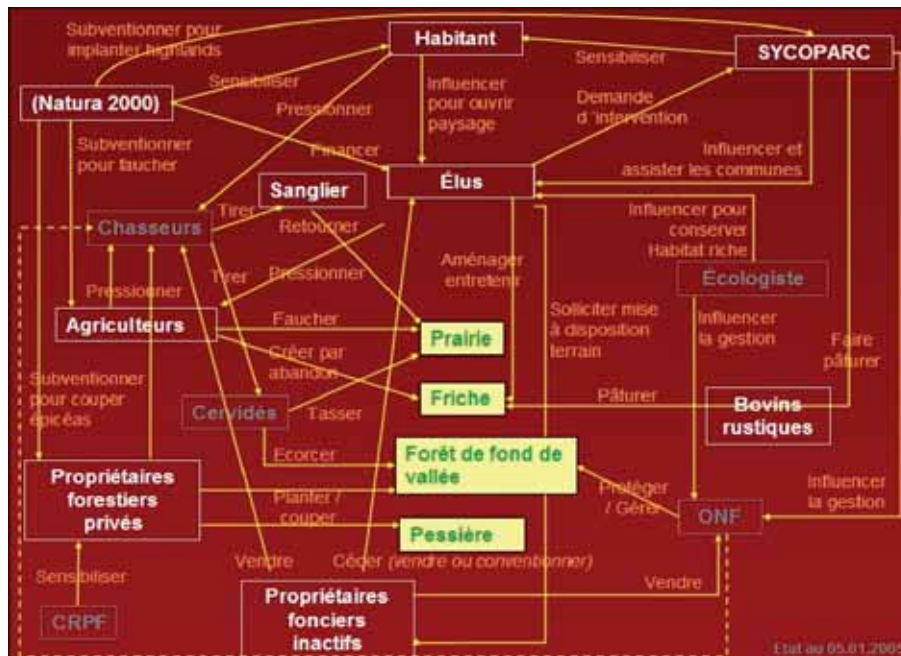 Subventionner pour
implanter highlands
Habitant
SYCOPARC
Sensibiliser
Sensibiliser
(Natura 2000)
Pressionner
Influencer
pour ouvrir
paysage
Demande
d 'intervention
Subventionner
pour faucher
Financer
Influencer et
assister les communes
Sanglier
Élus
Chasseurs
Tirer
Retourner
Influencer pour
conserver
Habitat riche
Tirer
Pressionner
Aménager
entretenir
Écologiste
Pressionner
Agriculteurs
Faucher
Prairie
Solliciter mise
à disposition
terrain
Influencer
la gestion
Faire
pâturer
Créer par
abandon
Subventionner
pour couper
épicéas
Friche
Pâturer
Bovins
rustiques
Cervidés
Tasser
Ecorcer
Forêt de fond de
vallée
Propriétaires
forestiers
privés
Planter /
couper
Protéger
/ Gérer
Influencer
la gestion
ONF
Pessière
Sensibiliser
Vendre
Céder (vendre ou conventionner)
Vendre
CRPF
Propriétaires
fonciers
inactifs
Etat au 05.01.2005